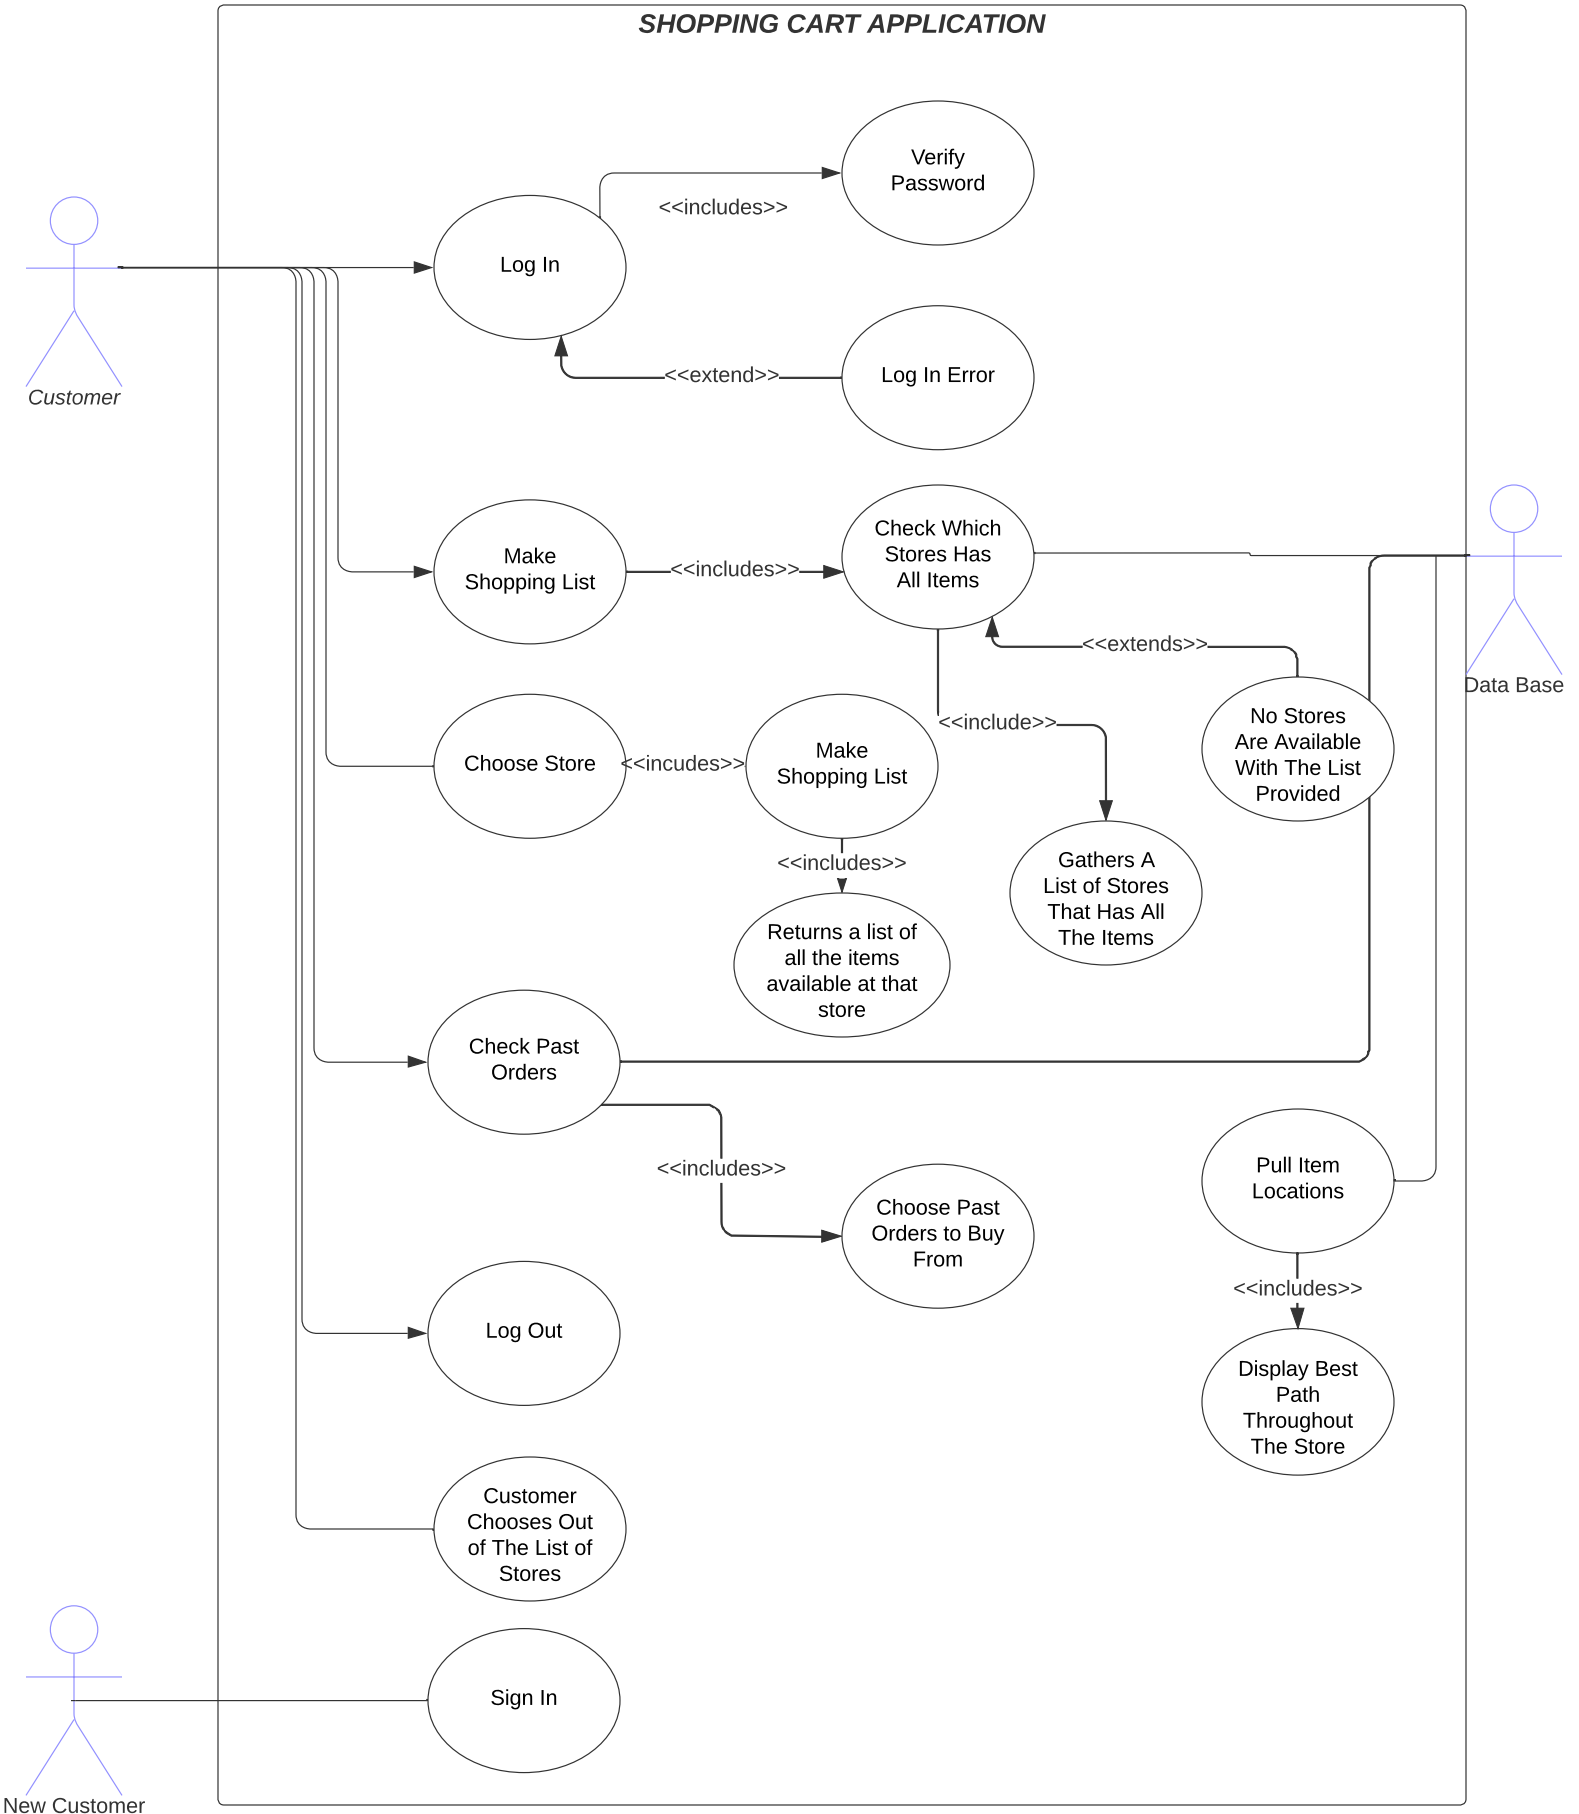 SHOPPING CART APPLICATION
Verify
Password
<<includes>>
Log In
Customer
<<extend>>
Log In Error
Make
Shopping List
<<includes>>
Check Which
Stores Has
All Items
<<extends>>
Data Base
No Stores
Are Available
With The List
Provided
<<include>>
Choose Store
<<incudes>>
Make
Shopping List
<<includes>>
Gathers A
List of Stores
That Has All
The Items
Returns a list of
all the items
available at that
store
Check Past
Orders
<<includes>>
Choose Past
Orders to Buy
From
Pull Item
Locations
<<includes>>
Log Out
Display Best
Path
Throughout
The Store
Customer
Chooses Out
of The List of
Stores
Sign In
New Customer